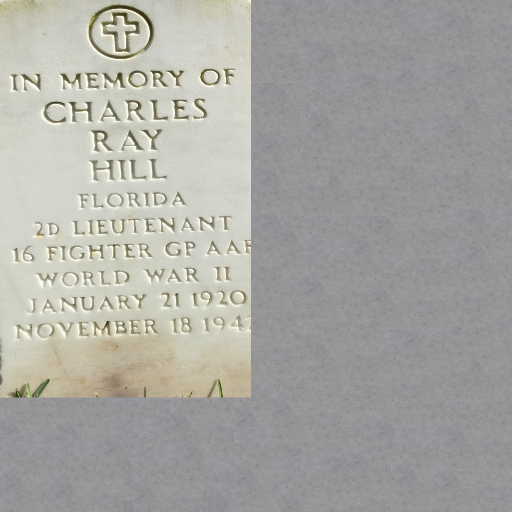 IN MEMORY OF
CHARLES
RAY
HILL
FLORIDA
2D LIEUTENANT
16 FIGHTER GP AAF
WORLD WAR II
JANUARY 21 1920
NOVEMBER 18